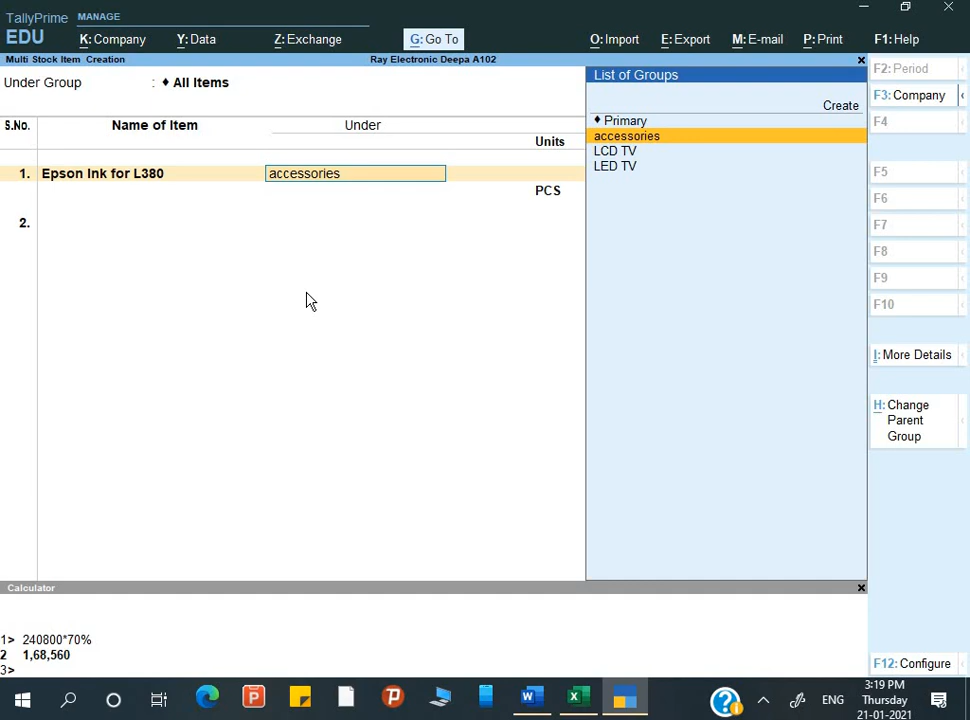 TallyPrime MANAGE
EDU
K: Company Y: Data Z: Exchange G: Go To O: Import E: Export M: E-mail P: Print F1: Help
Multi Stock Item Creation Ray Electronic Deepa A102
Under Group : ♦ All Items
S.No. Name of Item Under
Units
1. Epson Ink for L380 accessories
PCS
2.
List of Groups
Create
♦ Primary
accessories
LCD TV
LED TV
F2: Period
F3: Company
F4
F5
F6
F7
F8
F9
F10
I: More Details
H: Change
Parent
Group
F12: Configure
Calculator
1> 240800*70%
2 1,68,560
3>
ENG
3:19 PM
Thursday
21-01-2021